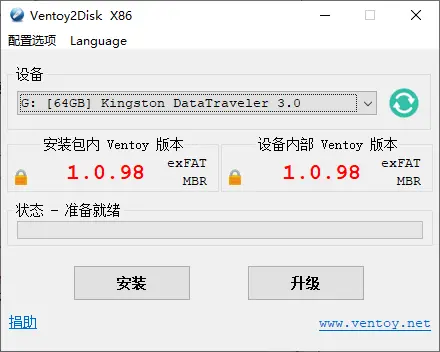 Ventoy2Disk X86
配置选项 Language
设备
G: [64GB] Kingston DataTraveler 3.0
安装包内 Ventoy 版本 设备内部 Ventoy 版本
1.0.98 exFAT MBR 1.0.98 exFAT MBR
状态 - 准备就绪
安装 升级
捐助 www.ventoy.net